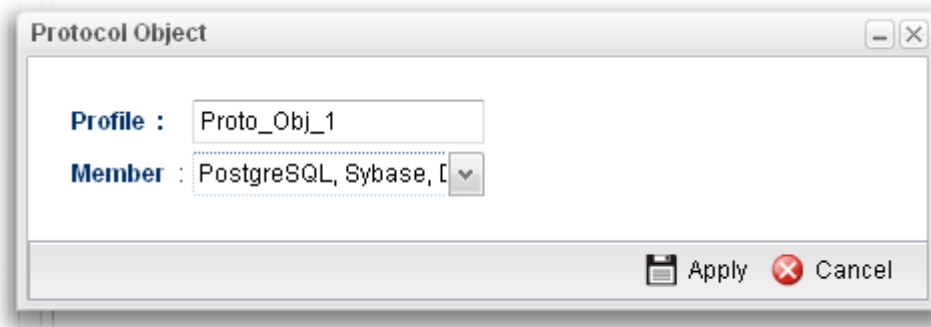 Protocol Object
Profile : Proto_Obj_1
Member : PostgreSQL, Sybase,
Apply Cancel